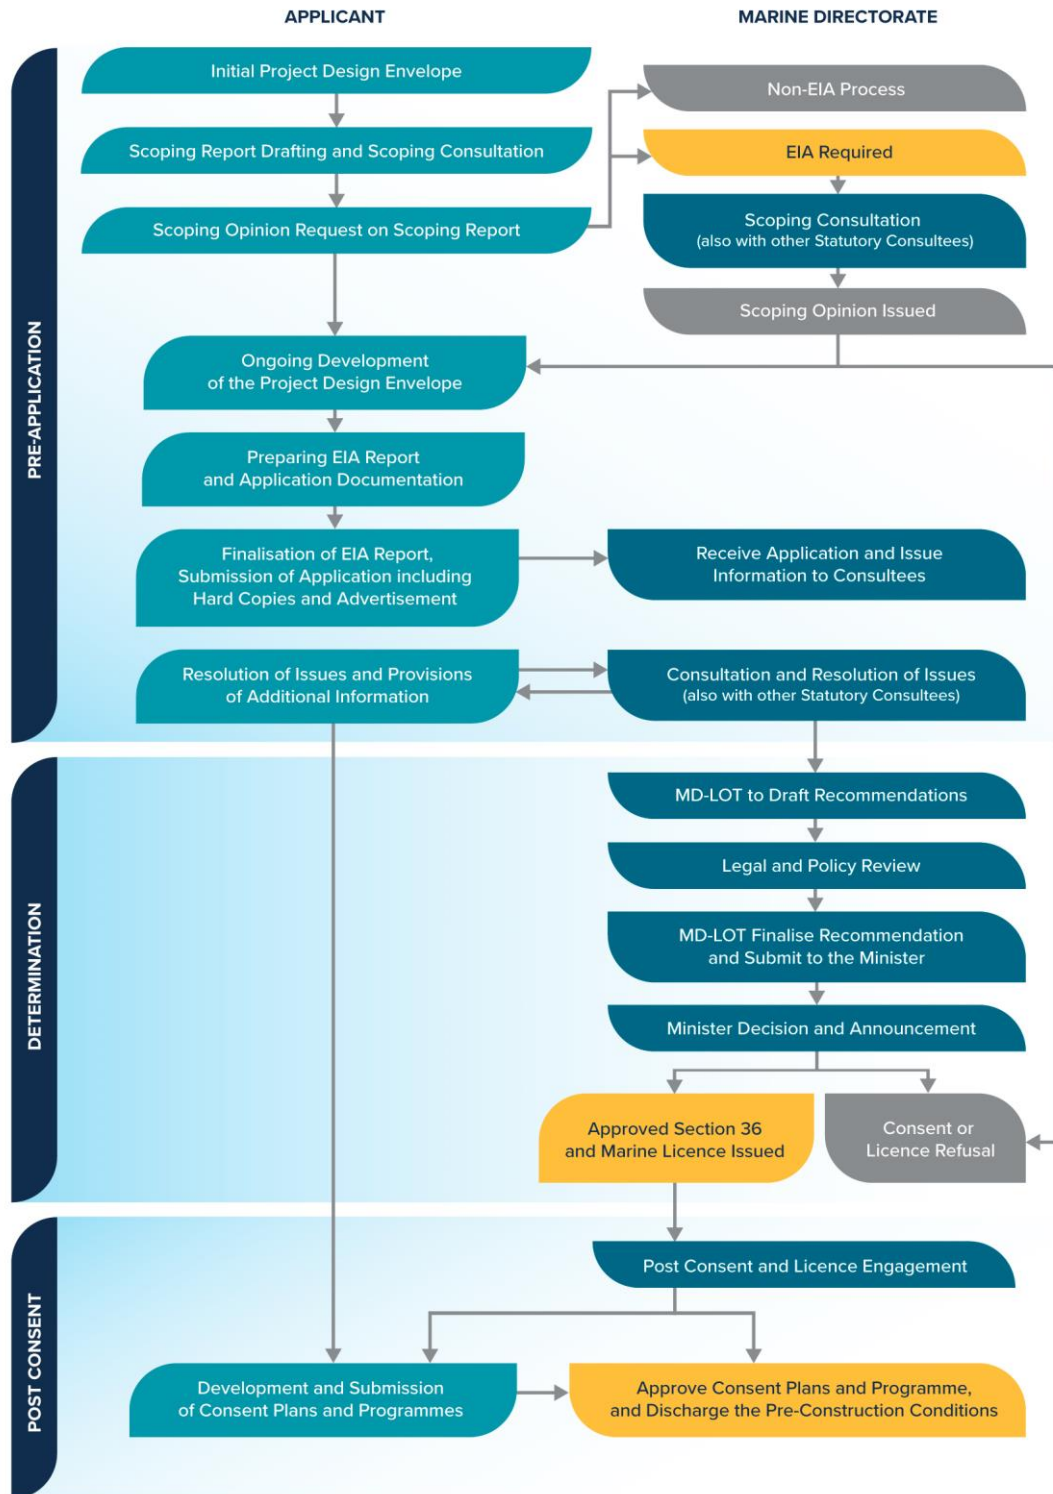 APPLICANT
MARINE DIRECTORATE
PRE-APPLICATION
Initial Project Design Envelope
Non-EIA Process
Scoping Report Drafting and Scoping Consultation
EIA Required
Scoping Opinion Request on Scoping Report
Scoping Consultation
(also with other Statutory Consultees)
Scoping Opinion Issued
Ongoing Development
of the Project Design Envelope
Preparing EIA Report
and Application Documentation
Finalisation of EIA Report,
Submission of Application including
Hard Copies and Advertisement
Receive Application and Issue
Information to Consultees
Resolution of Issues and Provisions
of Additional Information
Consultation and Resolution of Issues
(also with other Statutory Consultees)
DETERMINATION
MD-LOT to Draft Recommendations
Legal and Policy Review
MD-LOT Finalise Recommendation
and Submit to the Minister
Minister Decision and Announcement
Approved Section 36
and Marine Licence Issued
Consent or
Licence Refusal
POST CONSENT
Post Consent and Licence Engagement
Development and Submission
of Consent Plans and Programmes
Approve Consent Plans and Programme,
and Discharge the Pre-Construction Conditions